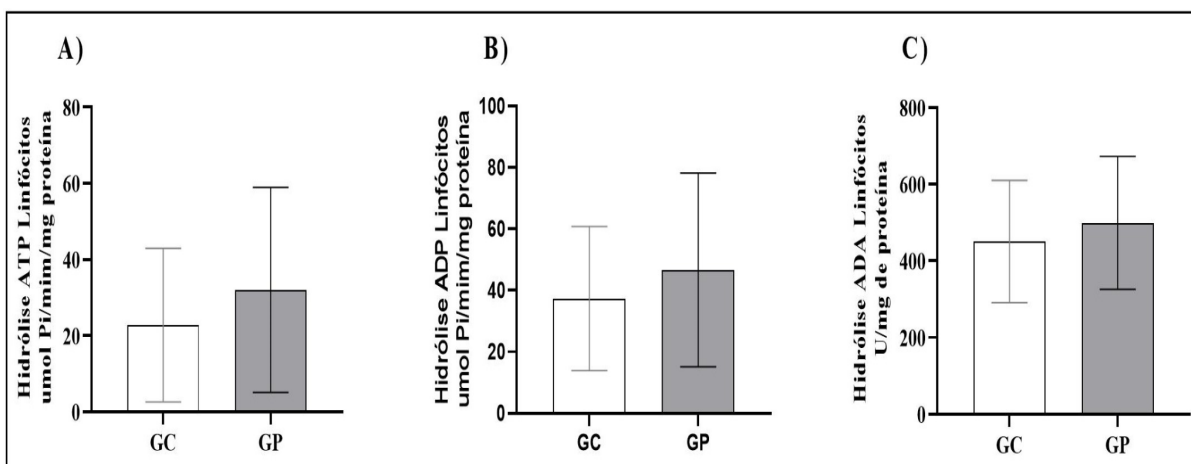 A)
Hidrólise ATP Linfócitos
umol Pi/mim/mg proteína
80
60
40
20
0
GC
GP
B)
Hidrólise ADP Linfócitos
umol Pi/mim/mg proteína
100
80
60
40
20
0
GC
GP
C)
Hidrólise ADA Linfócitos
U/mg de proteína
800
600
400
200
0
GC
GP